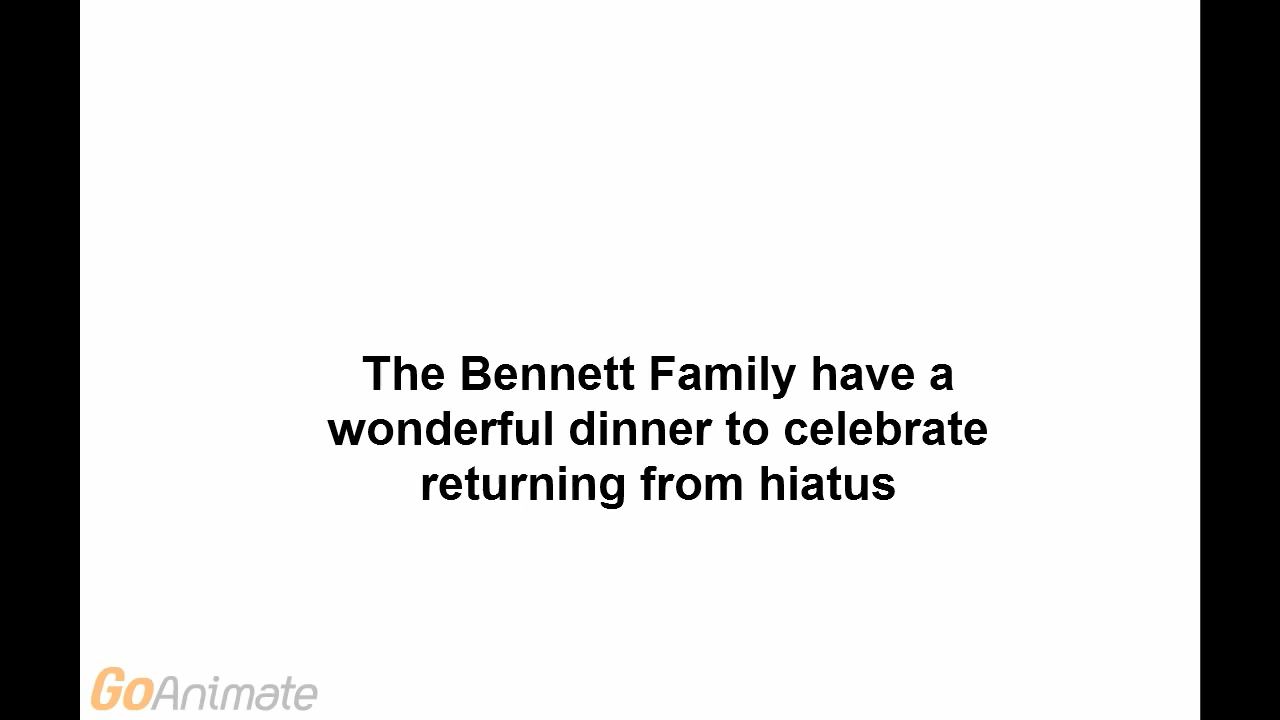 The Bennett Family have a
wonderful dinner to celebrate
returning from hiatus
GoAnimate